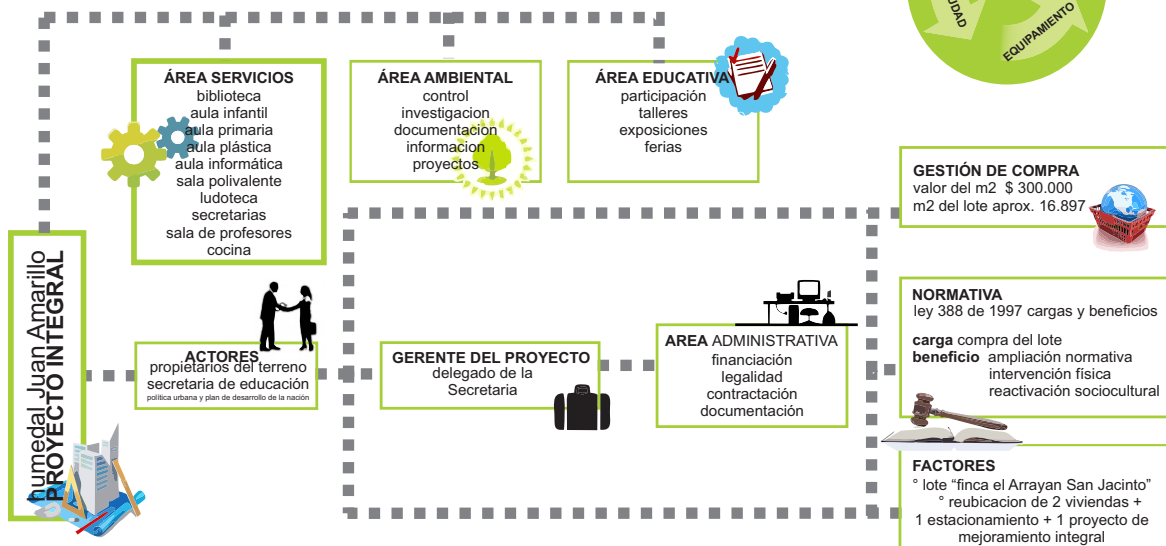 EQUIPAMIENTO
ÁREA SERVICIOS
biblioteca
aula infantil
aula primaria
aula plástica
aula informática
sala polivalente
ludoteca
secretarias
sala de profesores
cocina
ÁREA AMBIENTAL
control
investigacion
documentacion
informacion
proyectos
ÁREA EDUCATIVA
participación
talleres
exposiciones
ferias
GESTIÓN DE COMPRA
valor del m2 $ 300.000
m2 del lote aprox. 16.897
humedal Juan Amarillo
PROYECTO INTEGRAL
ACTORES
propietarios del terreno
secretaria de educación
política urbana y plan de desarrollo de la nación
GERENTE DEL PROYECTO
delegado de la
Secretaria
AREA ADMINISTRATIVA
financiación
legalidad
contractación
documentación
NORMATIVA
ley 388 de 1997 cargas y beneficios
carga compra del lote
beneficio ampliación normativa
intervención física
reactivación sociocultural
FACTORES
° lote “finca el Arrayan San Jacinto”
° reubicacion de 2 viviendas +
1 estacionamiento + 1 proyecto de
mejoramiento integral